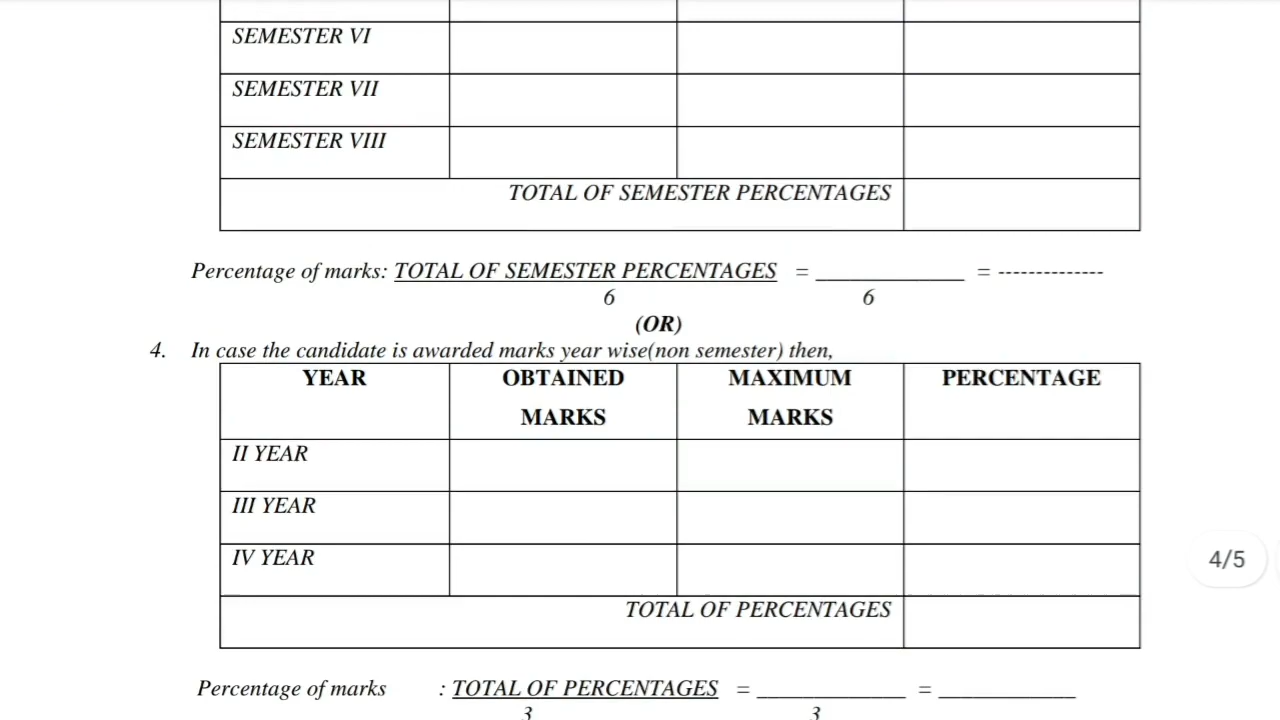 SEMESTER VI
SEMESTER VII
SEMESTER VIII
TOTAL OF SEMESTER PERCENTAGES
Percentage of marks: TOTAL OF SEMESTER PERCENTAGES = ____________ = --------------
6 6
(OR)
4. In case the candidate is awarded marks year wise(non semester) then,
YEAR OBTAINED MARKS MAXIMUM MARKS PERCENTAGE
II YEAR
III YEAR
IV YEAR
TOTAL OF PERCENTAGES
4/5
Percentage of marks : TOTAL OF PERCENTAGES = ____________ = ___________
3 3